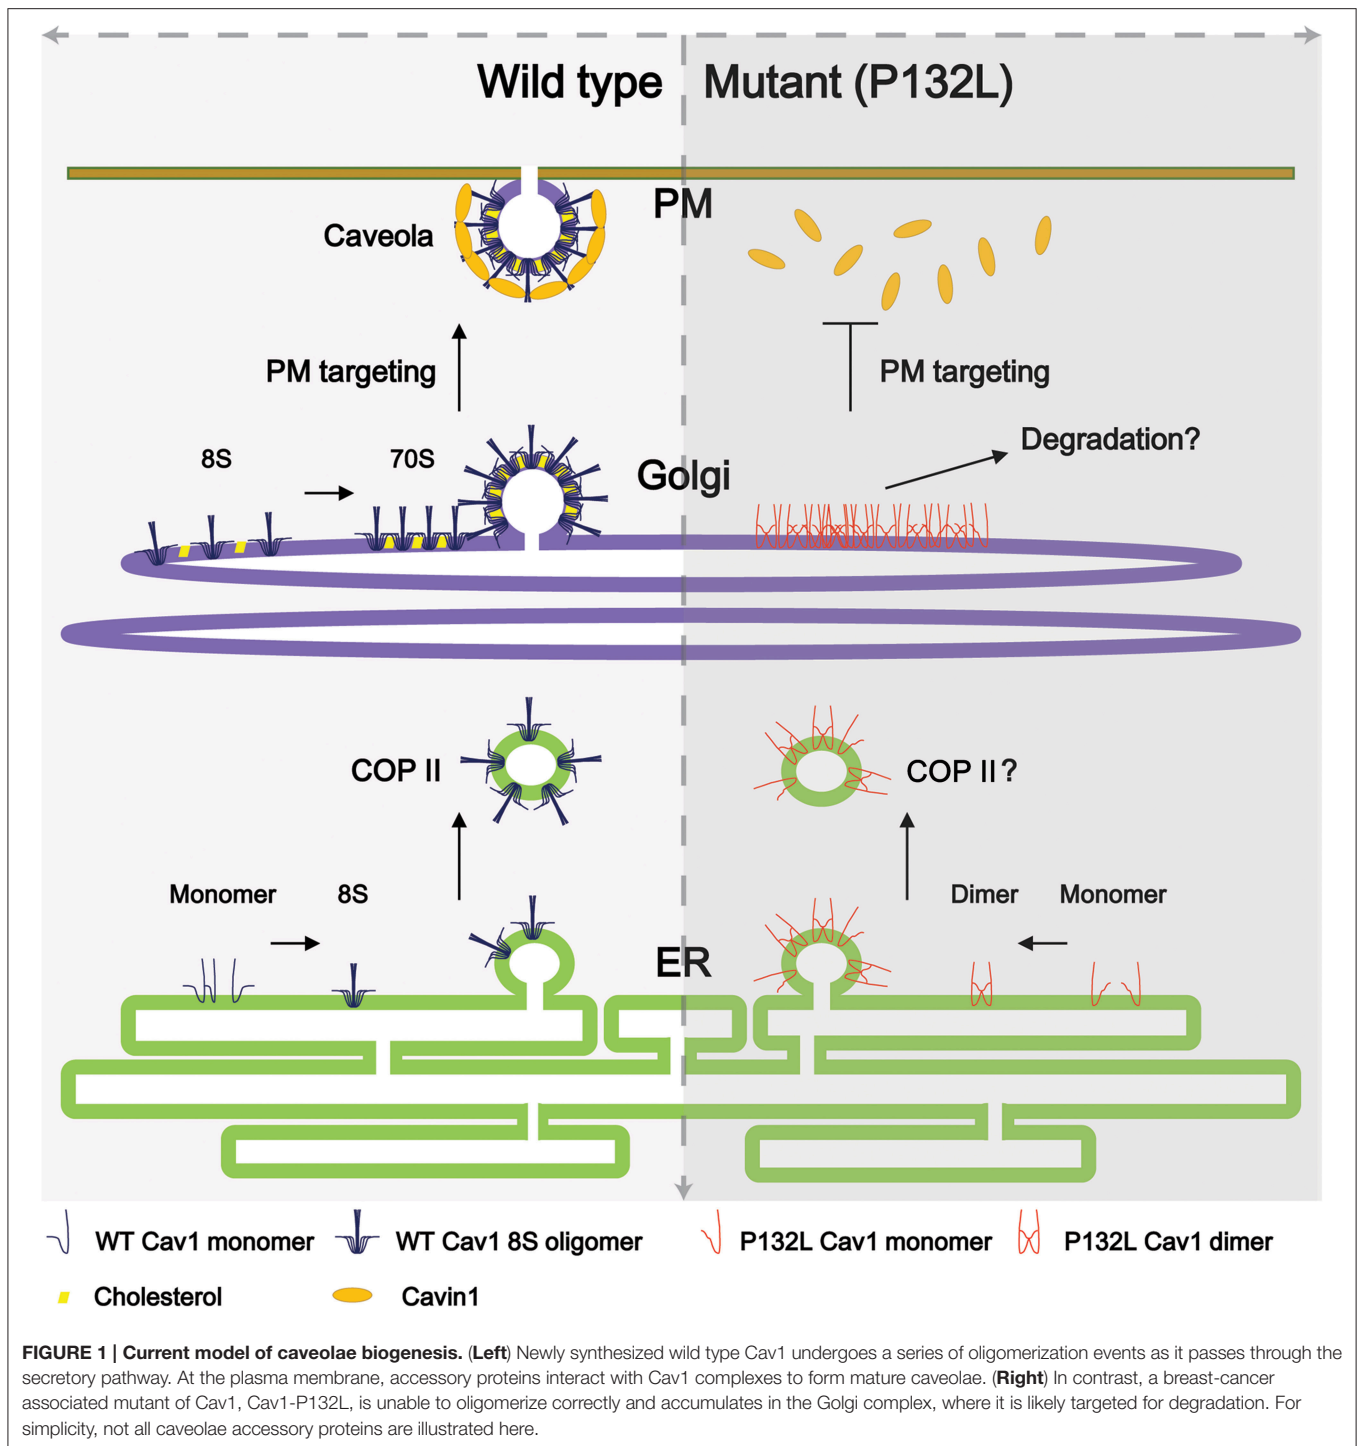 Wild type
Mutant (P132L)
PM
Caveola
PM targeting
PM targeting
Degradation?
8S
70S
Golgi
COP II
COP II?
Monomer
8S
Dimer
Monomer
ER
WT Cav1 monomer
WT Cav1 8S oligomer
P132L Cav1 monomer
P132L Cav1 dimer
Cholesterol
Cavin1
FIGURE 1 | Current model of caveolae biogenesis. (Left) Newly synthesized wild type Cav1 undergoes a series of oligomerization events as it passes through the
secretory pathway. At the plasma membrane, accessory proteins interact with Cav1 complexes to form mature caveolae. (Right) In contrast, a breast-cancer
associated mutant of Cav1, Cav1-P132L, is unable to oligomerize correctly and accumulates in the Golgi complex, where it is likely targeted for degradation. For
simplicity, not all caveolae accessory proteins are illustrated here.